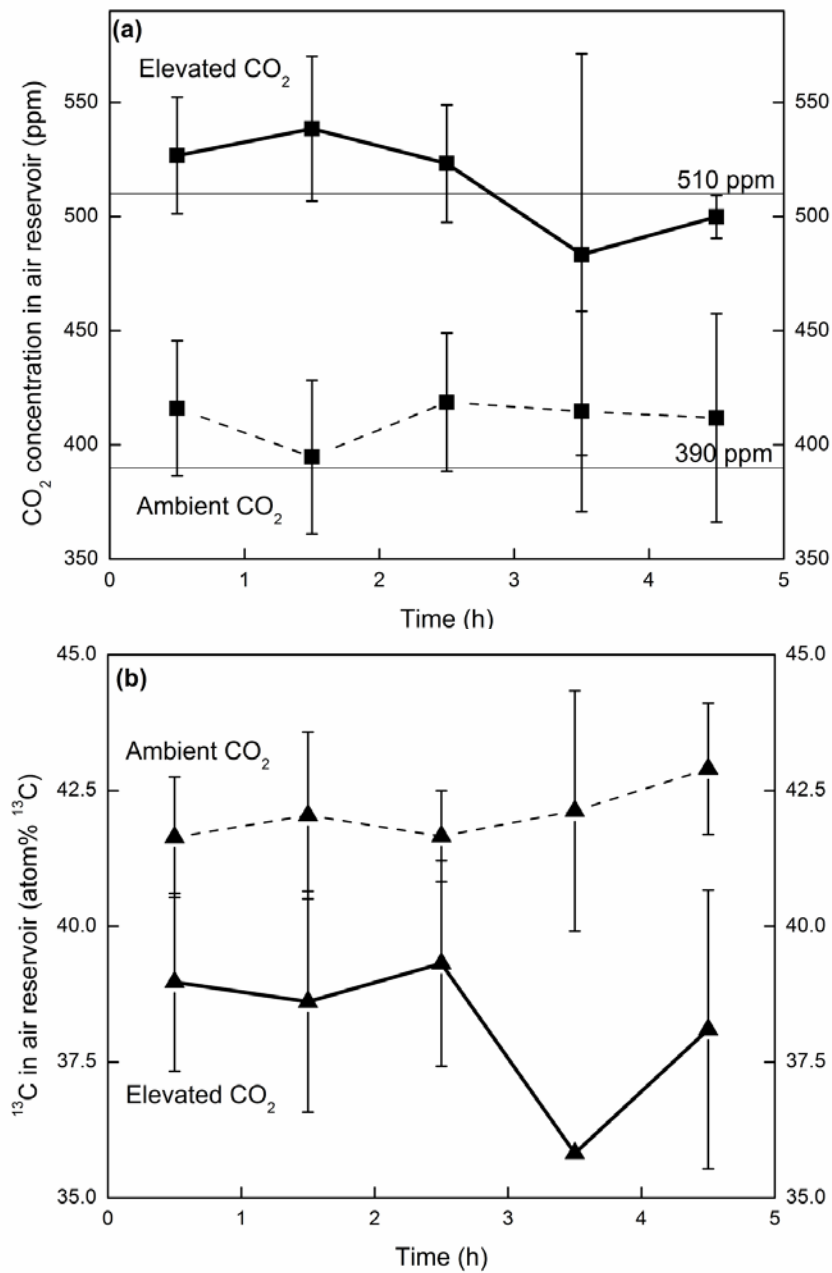 (a)
Elevated CO₂
550
550
510 ppm
500
500
450
450
400
400
390 ppm
Ambient CO₂
350
350
0 1 2 3 4 5
Time (h)
CO₂ concentration in air reservoir (ppm)
45.0
45.0
(b)
Ambient CO₂
42.5
42.5
40.0
40.0
37.5
37.5
Elevated CO₂
35.0
35.0
0 1 2 3 4 5
Time (h)
¹³C in air reservoir (atom% ¹³C)